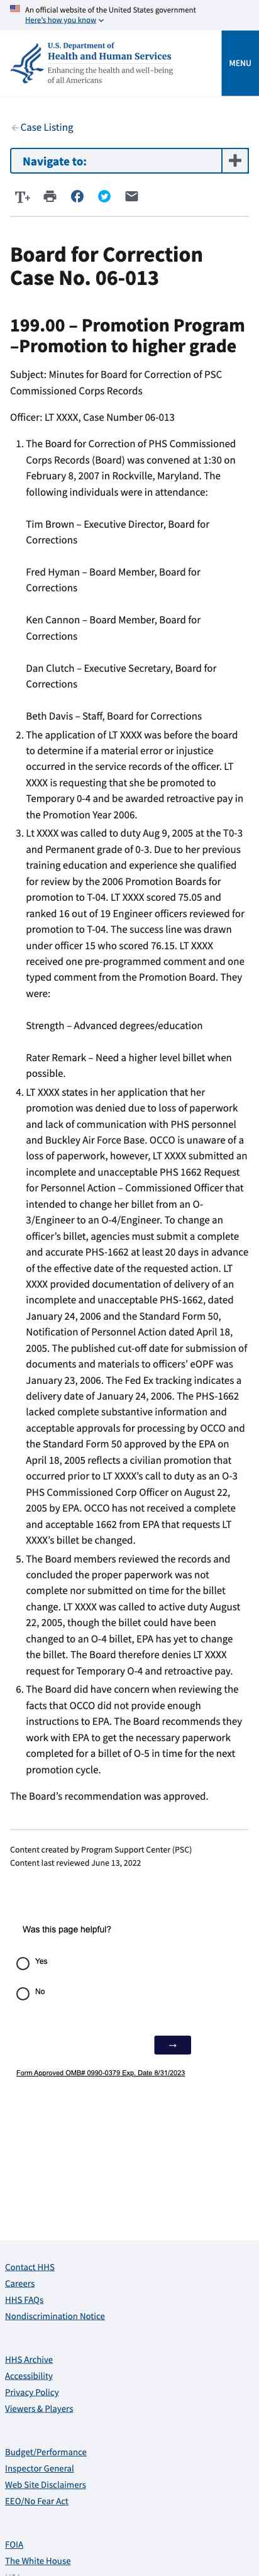 An official website of the United States government
Here's how you know
U.S. Department of
Health and Human Services
Enhancing the health and well-being
of all Americans
MENU
Case Listing
Navigate to:
T+
Board for Correction
Case No. 06-013
199.00 – Promotion Program
–Promotion to higher grade
Subject: Minutes for Board for Correction of PSC
Commissioned Corps Records
Officer: LT XXXX, Case Number 06-013
1. The Board for Correction of PHS Commissioned
Corps Records (Board) was convened at 1:30 on
February 8, 2007 in Rockville, Maryland. The
following individuals were in attendance:
Tim Brown – Executive Director, Board for
Corrections
Fred Hyman – Board Member, Board for
Corrections
Ken Cannon – Board Member, Board for
Corrections
Dan Clutch – Executive Secretary, Board for
Corrections
Beth Davis – Staff, Board for Corrections
2. The application of LT XXXX was before the board
to determine if a material error or injustice
occurred in the service records of the officer. LT
XXXX is requesting that she be promoted to
Temporary 0-4 and be awarded retroactive pay in
the Promotion Year 2006.
3. Lt XXXX was called to duty Aug 9, 2005 at the T0-3
and Permanent grade of 0-3. Due to her previous
training education and experience she qualified
for review by the 2006 Promotion Boards for
promotion to T-04. LT XXXX scored 75.05 and
ranked 16 out of 19 Engineer officers reviewed for
promotion to T-04. The success line was drawn
under officer 15 who scored 76.15. LT XXXX
received one pre-programmed comment and one
typed comment from the Promotion Board. They
were:
Strength – Advanced degrees/education
Rater Remark – Need a higher level billet when
possible.
4. LT XXXX states in her application that her
promotion was denied due to loss of paperwork
and lack of communication with PHS personnel
and Buckley Air Force Base. OCCO is unaware of a
loss of paperwork, however, LT XXXX submitted an
incomplete and unacceptable PHS 1662 Request
for Personnel Action – Commissioned Officer that
intended to change her billet from an O-
3/Engineer to an O-4/Engineer. To change an
officer's billet, agencies must submit a complete
and accurate PHS-1662 at least 20 days in advance
of the effective date of the requested action. LT
XXXX provided documentation of delivery of an
incomplete and unacceptable PHS-1662, dated
January 24, 2006 and the Standard Form 50,
Notification of Personnel Action dated April 18,
2005. The published cut-off date for submission of
documents and materials to officers' eOPF was
January 23, 2006. The Fed Ex tracking indicates a
delivery date of January 24, 2006. The PHS-1662
lacked complete substantive information and
acceptable approvals for processing by OCCO and
the Standard Form 50 approved by the EPA on
April 18, 2005 reflects a civilian promotion that
occurred prior to LT XXXX's call to duty as an O-3
PHS Commissioned Corp Officer on August 22,
2005 by EPA. OCCO has not received a complete
and acceptable 1662 from EPA that requests LT
XXXX's billet be changed.
5. The Board members reviewed the records and
concluded the proper paperwork was not
complete nor submitted on time for the billet
change. LT XXXX was called to active duty August
22, 2005, though the billet could have been
changed to an O-4 billet, EPA has yet to change
the billet. The Board therefore denies LT XXXX
request for Temporary O-4 and retroactive pay.
6. The Board did have concern when reviewing the
facts that OCCO did not provide enough
instructions to EPA. The Board recommends they
work with EPA to get the necessary paperwork
completed for a billet of O-5 in time for the next
promotion cycle.
The Board's recommendation was approved.
Content created by Program Support Center (PSC)
Content last reviewed June 13, 2022
Was this page helpful?
Yes
No
→
Form Approved OMB# 0990-0379 Exp. Date 8/31/2023
Contact HHS
Careers
HHS FAQs
Nondiscrimination Notice
HHS Archive
Accessibility
Privacy Policy
Viewers & Players
Budget/Performance
Inspector General
Web Site Disclaimers
EEO/No Fear Act
FOIA
The White House